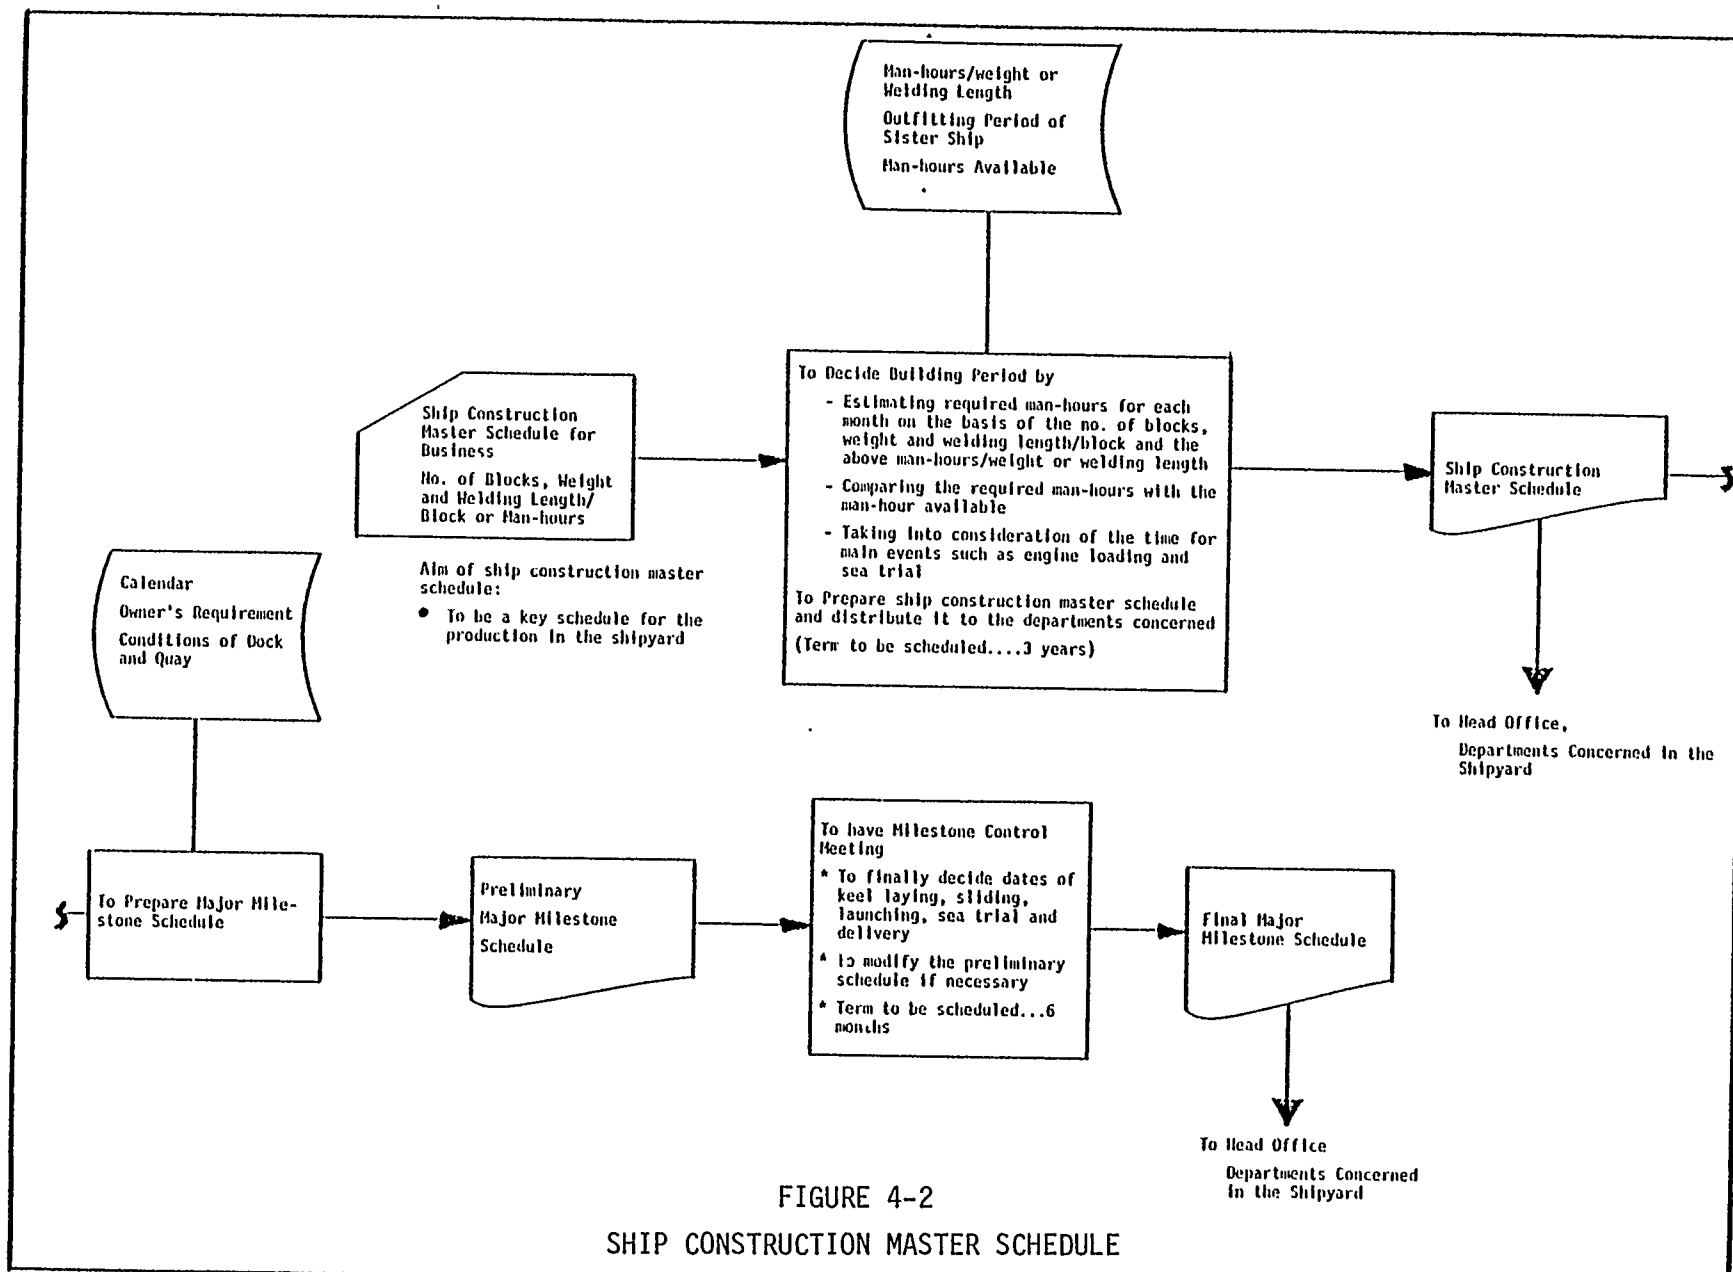 Man-hours/weight or
Welding Length
Outfitting Period of
Sister Ship
Man-hours Available
Ship Construction
Master Schedule for
Business
No. of Blocks, Weight
and Welding Length/
Block or Man-hours
Aim of ship construction master
schedule:
● To be a key schedule for the
production in the shipyard
To Decide Building Period by
- Estimating required man-hours for each
month on the basis of the no. of blocks,
weight and welding length/block and the
above man-hours/weight or welding length
- Comparing the required man-hours with the
man-hour available
- Taking into consideration of the time for
main events such as engine loading and
sea trial
To Prepare ship construction master schedule
and distribute it to the departments concerned
(Term to be scheduled....3 years)
Ship Construction
Master Schedule
To Head Office,
Departments Concerned in the
Shipyard
Calendar
Owner's Requirement
Conditions of Dock
and Quay
To Prepare Major Mile-
stone Schedule
Preliminary
Major Milestone
Schedule
To have Milestone Control
Meeting
* To finally decide dates of
keel laying, sliding,
launching, sea trial and
delivery
* To modify the preliminary
schedule if necessary
* Term to be scheduled...6
months
Final Major
Milestone Schedule
To Head Office
Departments Concerned
in the Shipyard
FIGURE 4-2
SHIP CONSTRUCTION MASTER SCHEDULE